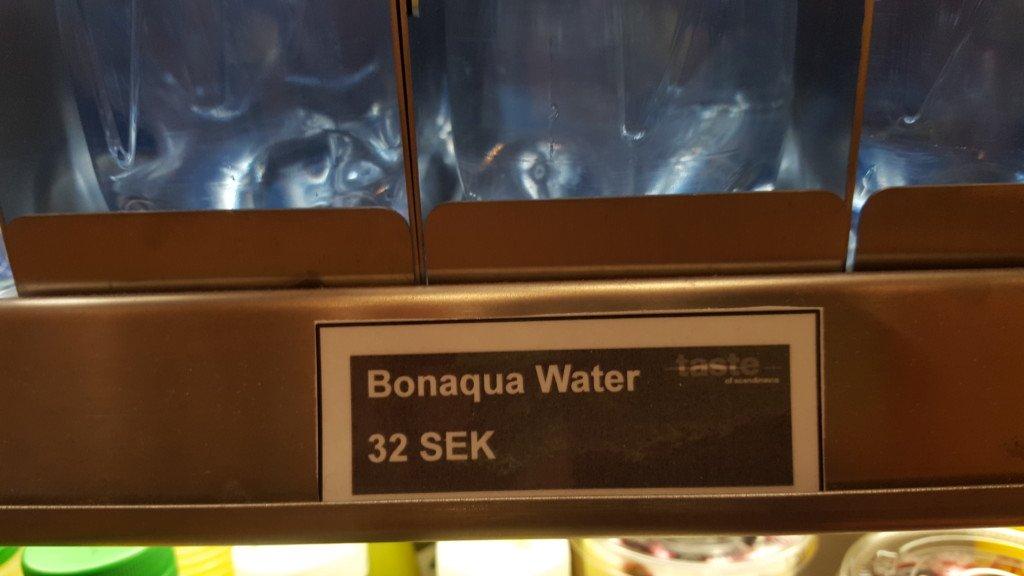 Bonaqua Water
taste
of scandinavia
32 SEK